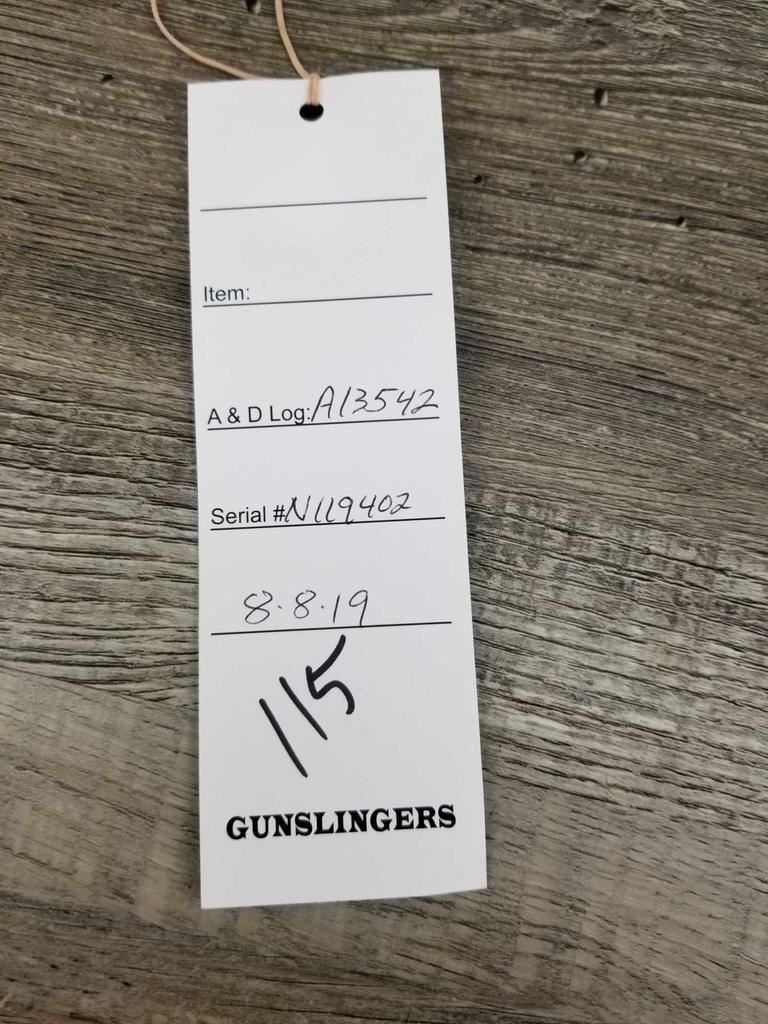 Item:
A & D Log: A13542
Serial # N119402
8.8.19
115
GUNSLINGERS